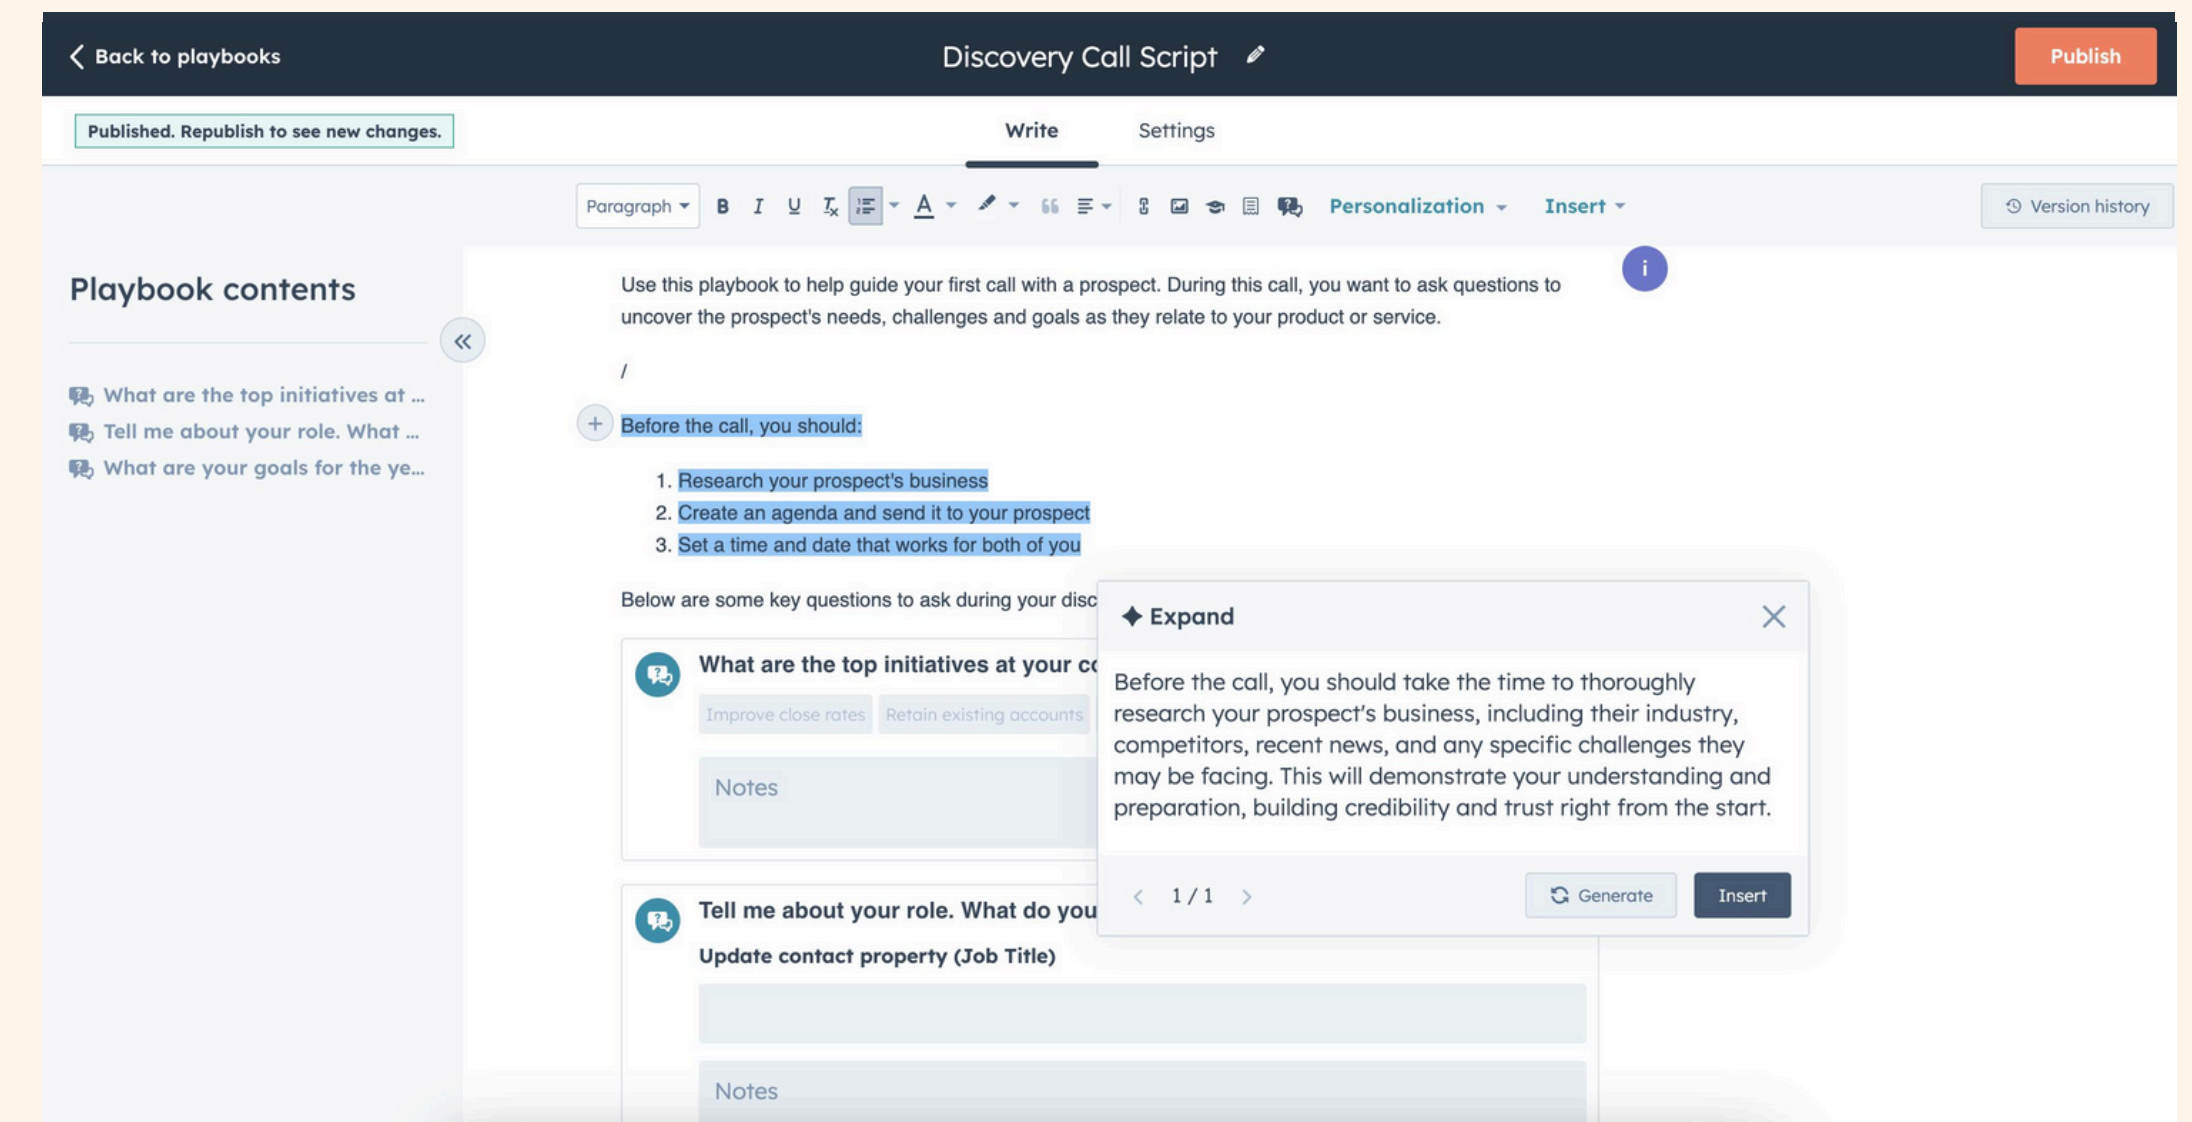 Back to playbooks
Discovery Call Script
Publish
Published. Republish to see new changes.
Write
Settings
Paragraph
B I U Tx
A
Personalization
Insert
Version history
Playbook contents
What are the top initiatives at ...
Tell me about your role. What ...
What are your goals for the ye...
i
Use this playbook to help guide your first call with a prospect. During this call, you want to ask questions to
uncover the prospect's needs, challenges and goals as they relate to your product or service.
/
Before the call, you should:
1. Research your prospect's business
2. Create an agenda and send it to your prospect
3. Set a time and date that works for both of you
Below are some key questions to ask during your disc
What are the top initiatives at your co
Improve close rates
Retain existing accounts
Notes
Tell me about your role. What do you
Update contact property (Job Title)
Notes
Expand
Before the call, you should take the time to thoroughly
research your prospect's business, including their industry,
competitors, recent news, and any specific challenges they
may be facing. This will demonstrate your understanding and
preparation, building credibility and trust right from the start.
1 / 1
Generate
Insert